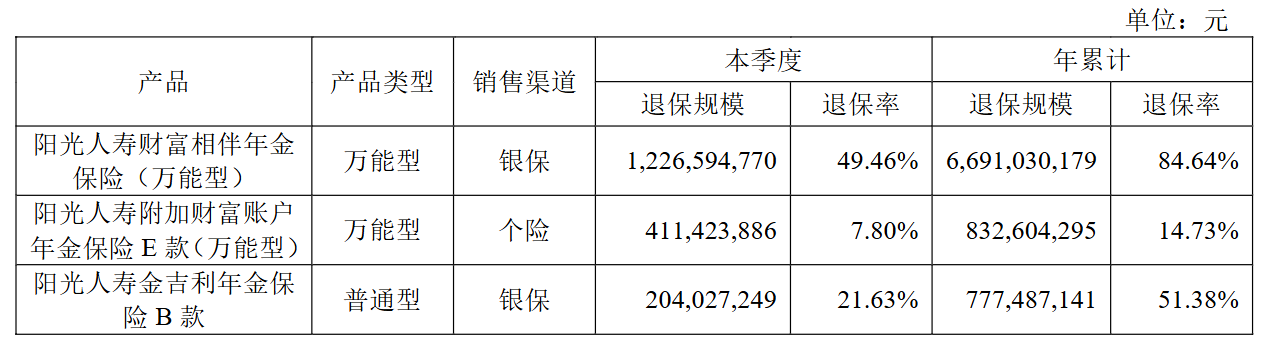 单位：元
产品 产品类型 销售渠道 本季度 年累计
退保规模 退保率 退保规模 退保率
阳光人寿财富相伴年金
保险（万能型） 万能型 银保 1,226,594,770 49.46% 6,691,030,179 84.64%
阳光人寿附加财富账户
年金保险 E 款（万能型） 万能型 个险 411,423,886 7.80% 832,604,295 14.73%
阳光人寿金吉利年金保
险 B 款 普通型 银保 204,027,249 21.63% 777,487,141 51.38%